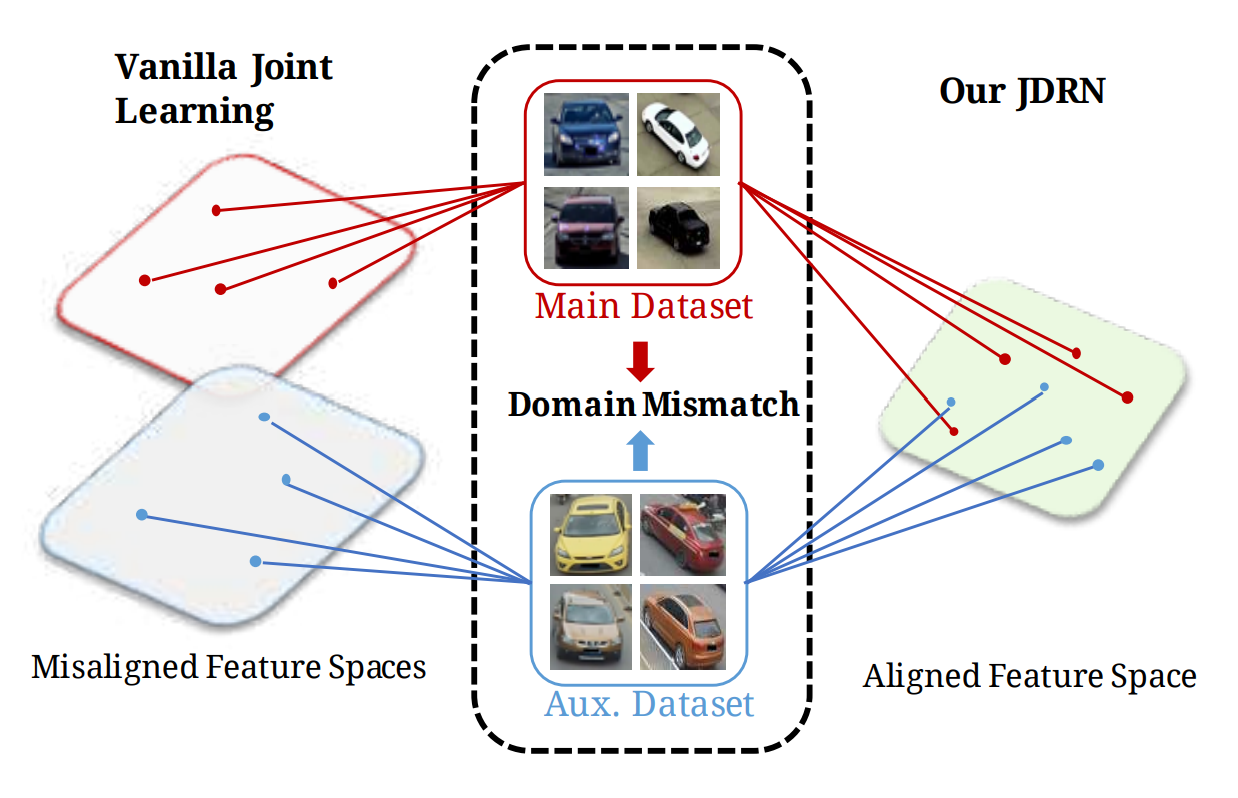 Vanilla Joint
Learning
Our JDRN
Main Dataset
Domain Mismatch
Aux. Dataset
Misaligned Feature Spaces
Aligned Feature Space